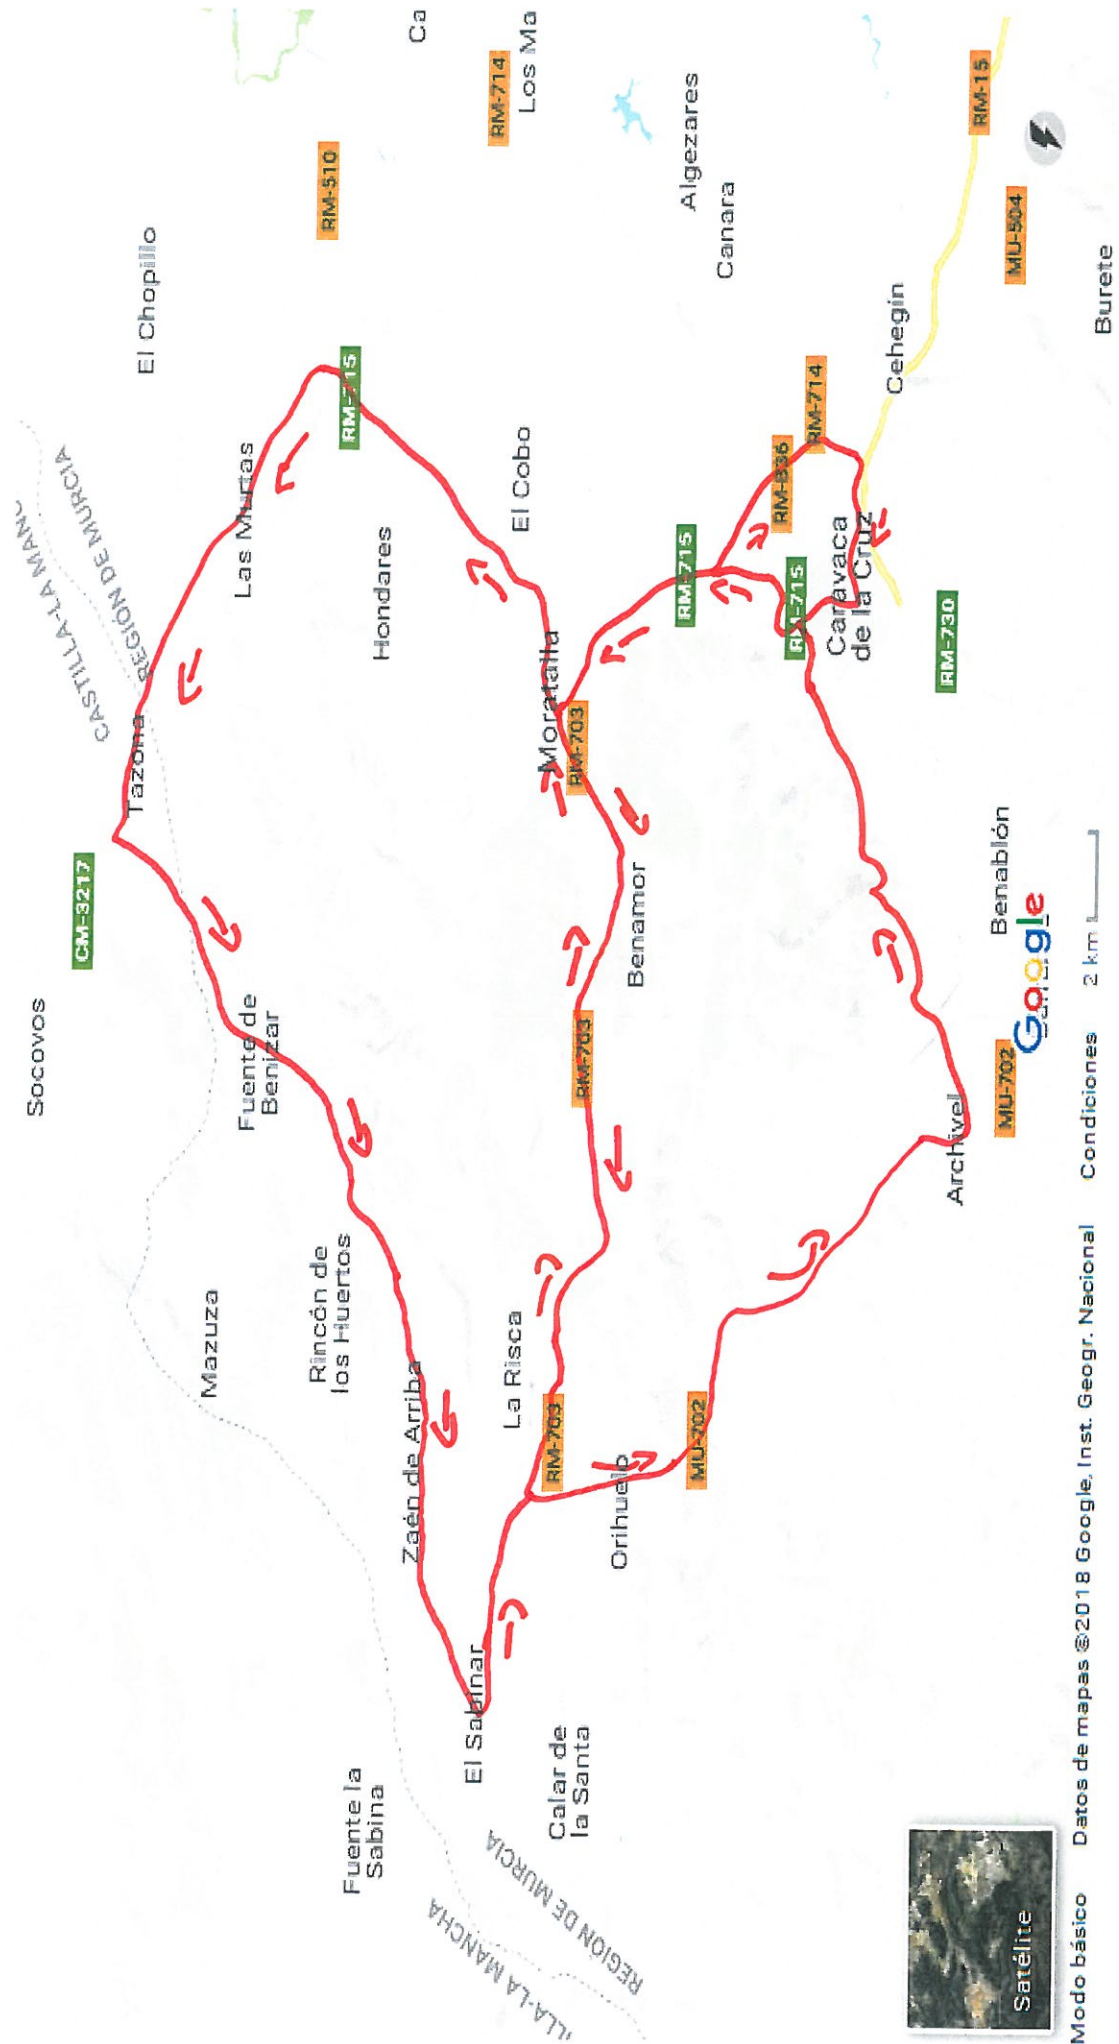 CASTILLA-LA MANC
REGIÓN DE MURCIA
El Chopillo
Socovos
CM-3217
Tazona
Las Murtas
RM-510
Ca
RM-714
Los Ma
RM-715
Mazuza
Fuente de
Benizar
Hondares
Rincón de
los Huertos
Fuente la
Sabina
Zaén de Arriba
El Sabinar
La Risca
El Cobo
Moratalla
RM-703
RM-703
RM-703
Calar de
la Santa
ILLA-LA MANCHA
REGIÓN DE MURCIA
Orihuelo
Benamor
RM-715
Algezares
Canara
MU-702
RM-715
RM-836
RM-714
Caravaca
de la Cruz
Cehegín
RM-730
RM-15
MU-504
Burete
Archivel
MU-702
Benablón
Google
Satélite
Modo básico
Datos de mapas ©2018 Google, Inst. Geogr. Nacional
Condiciones
2 km